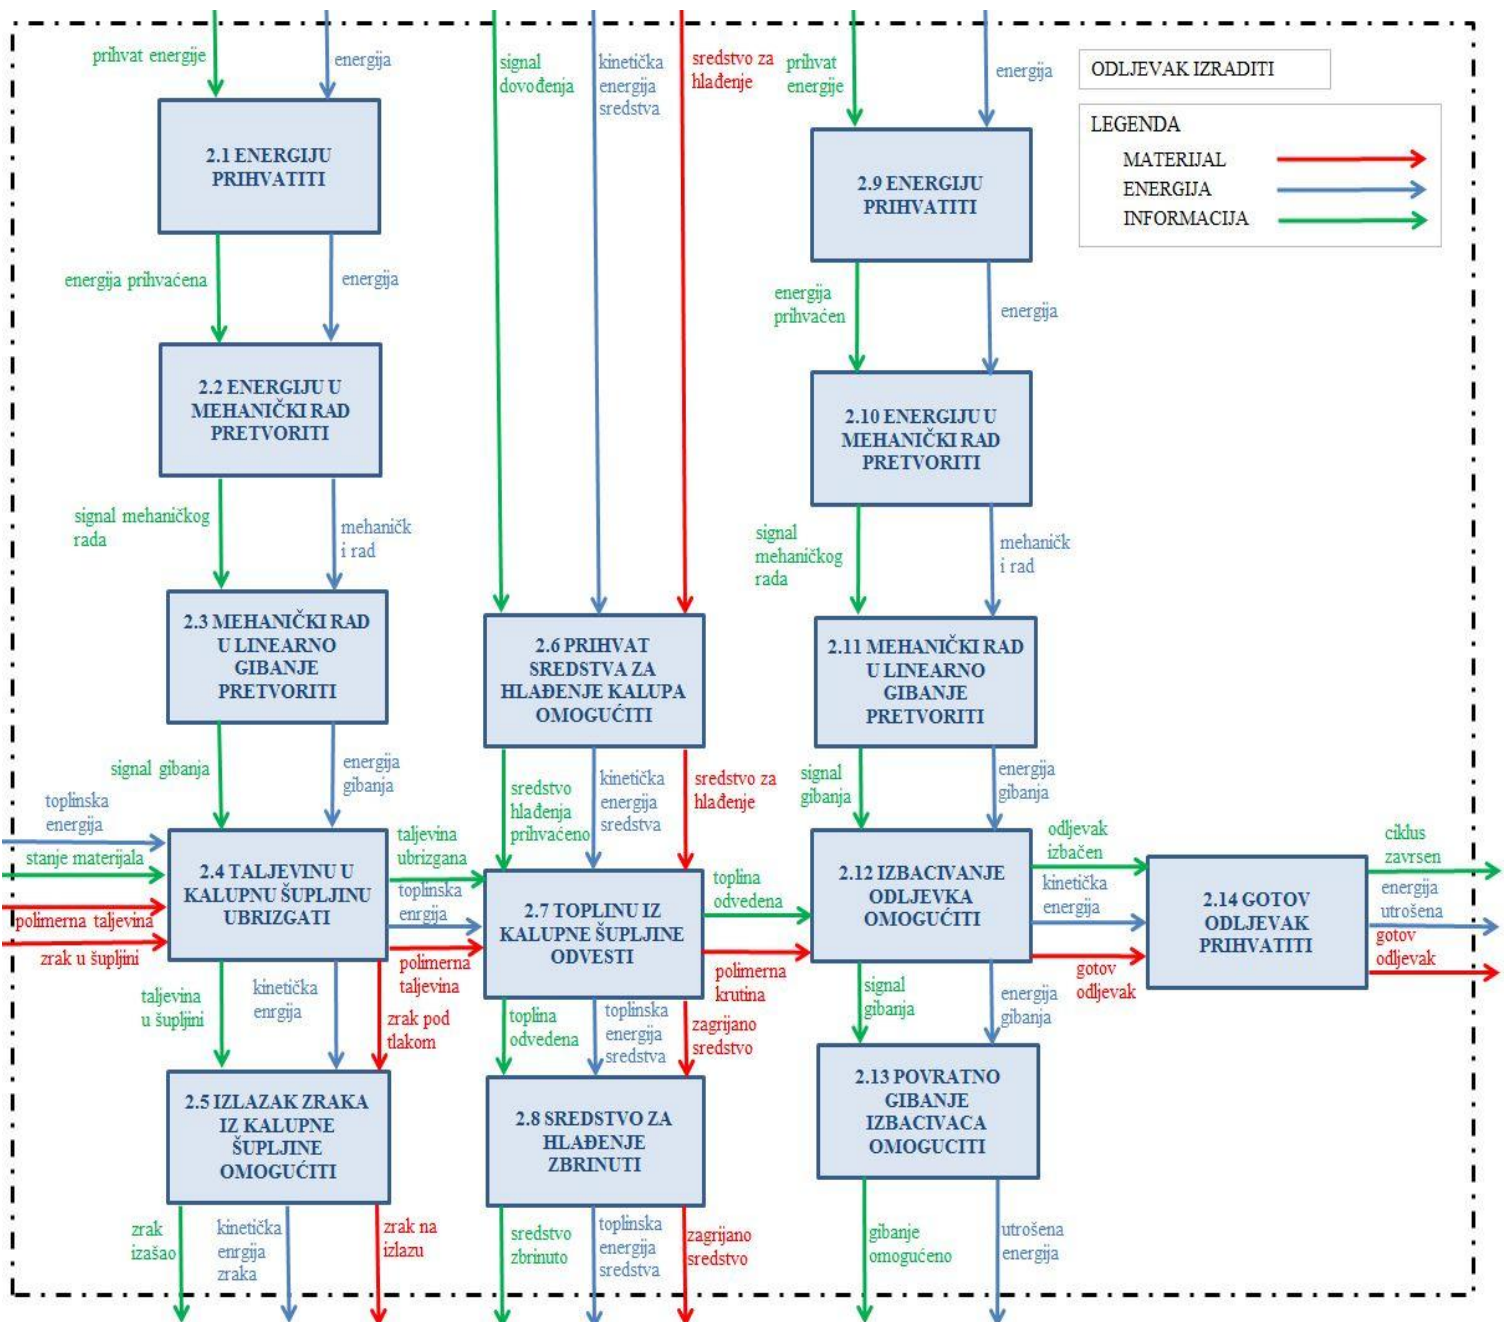 prihvat energije
energija
signal
dovođenja
kinetička
energija
sredstva
sredstvo za
hlađenje
prihvat
energije
energija
ODLJEVAK IZRADITI
LEGENDA
MATERIJAL
ENERGIJA
INFORMACIJA
2.1 ENERGIJU
PRIHVATITI
2.9 ENERGIJU
PRIHVATITI
energija prihvaćena
energija
energija
prihvaćen
energija
2.2 ENERGIJU U
MEHANIČKI RAD
PRETVORITI
2.10 ENERGIJU U
MEHANIČKI RAD
PRETVORITI
signal mehaničkog
rada
mehaničk
i rad
signal
mehaničkog
rada
mehaničk
i rad
2.3 MEHANIČKI RAD
U LINEARNO
GIBANJE
PRETVORITI
2.6 PRIHVAT
SREDSTVA ZA
HLAĐENJE KALUPA
OMOGUĆITI
2.11 MEHANIČKI RAD
U LINEARNO
GIBANJE
PRETVORITI
signal gibanja
energija
gibanja
sredstvo
hlađenja
prihvaćeno
kinetička
energija
sredstva
sredstvo za
hlađenje
signal
gibanja
energija
gibanja
toplinska
energija
stanje materijala
polimerna taljevina
zrak u šupljini
2.4 TALJEVINU U
KALUPNU ŠUPLJINU
UBRIZGATI
taljevina
ubrizgana
toplinska
enrgija
polimerna
taljevina
2.7 TOPLINU IZ
KALUPNE ŠUPLJINE
ODVESTI
toplina
odvedena
polimerna
krutina
2.12 IZBACIVANJE
ODLJEVKA
OMOGUĆITI
odljevak
izbačen
kinetička
energija
gotov
odljevak
2.14 GOTOV
ODLJEVAK
PRIHVATITI
ciklus
zavrsen
energija
utrošena
gotov
odljevak
taljevina
u šupljini
kinetička
enrgija
zrak pod
tlakom
toplina
odvedena
toplinska
energija
sredstva
zagrijano
sredstvo
signal
gibanja
energija
gibanja
2.5 IZLAZAK ZRAKA
IZ KALUPNE
ŠUPLJINE
OMOGUĆITI
2.8 SREDSTVO ZA
HLAĐENJE
ZBRINUTI
2.13 POVRATNO
GIBANJE
IZBACIVACA
OMOGUCITI
zrak
izašao
kinetička
enrgija
zraka
zrak na
izlazu
sredstvo
zbrinuto
toplinska
energija
sredstva
zagrijano
sredstvo
gibanje
omogućeno
utrošena
energija